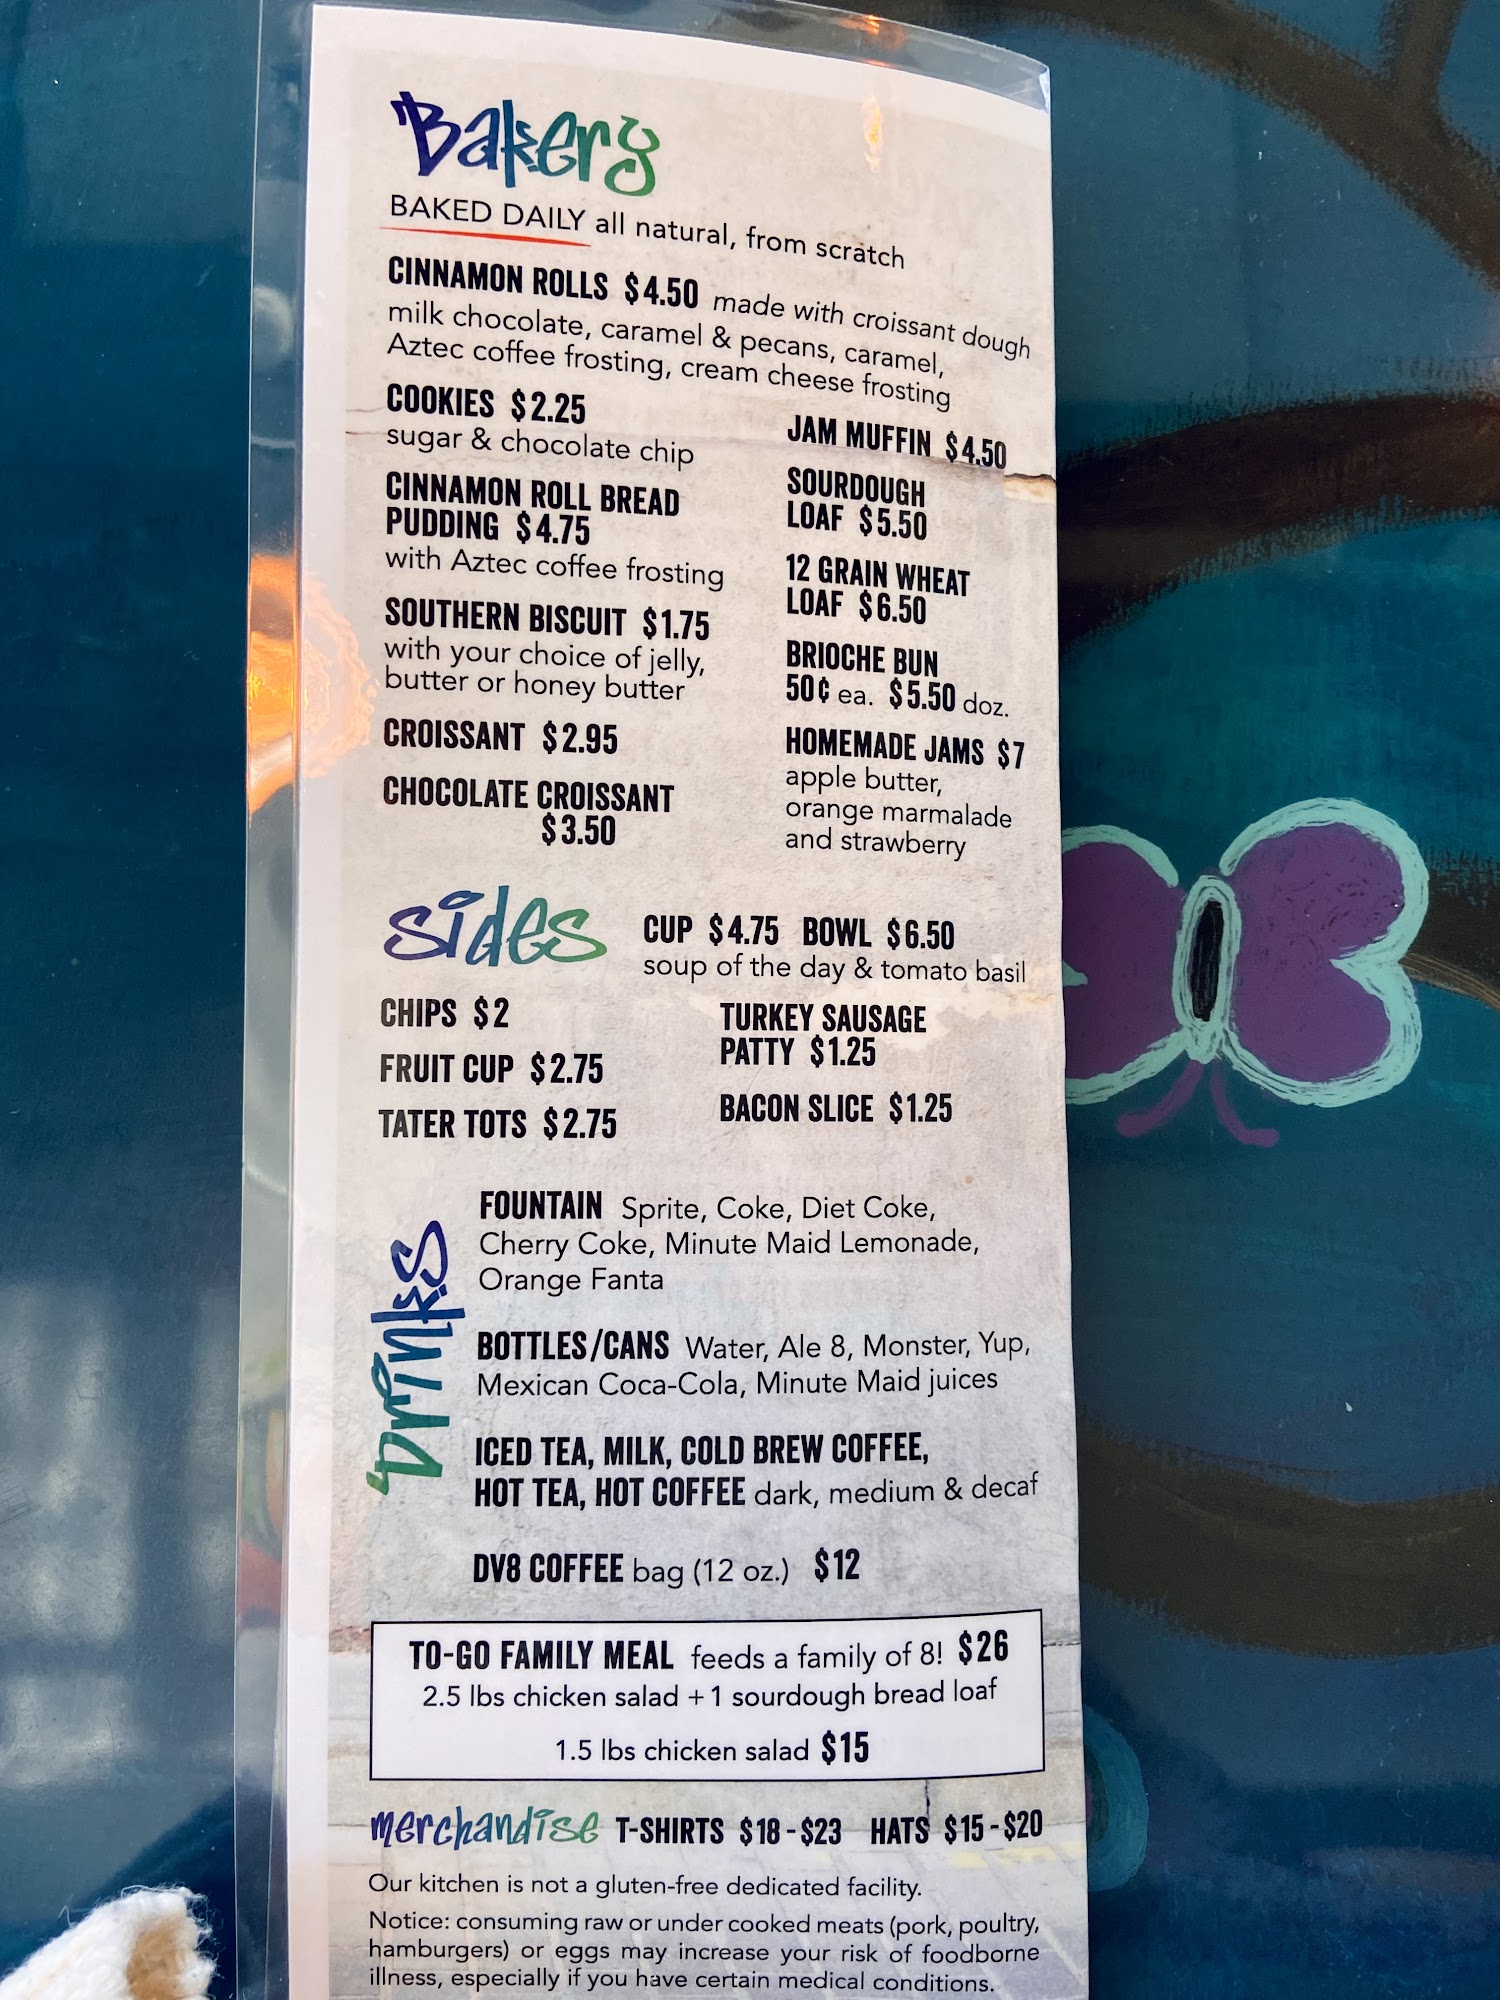 Bakery
BAKED DAILY all natural, from scratch
CINNAMON ROLLS $4.50 made with croissant dough
milk chocolate, caramel & pecans, caramel,
Aztec coffee frosting, cream cheese frosting
COOKIES $2.25
sugar & chocolate chip
CINNAMON ROLL BREAD
PUDDING $4.75
with Aztec coffee frosting
SOUTHERN BISCUIT $1.75
with your choice of jelly,
butter or honey butter
CROISSANT $2.95
CHOCOLATE CROISSANT
$3.50
JAM MUFFIN $4.50
SOURDOUGH
LOAF $5.50
12 GRAIN WHEAT
LOAF $6.50
BRIOCHE BUN
50¢ ea. $5.50 doz.
HOMEMADE JAMS $7
apple butter,
orange marmalade
and strawberry
sides
CUP $4.75 BOWL $6.50
soup of the day & tomato basil
CHIPS $2
FRUIT CUP $2.75
TATER TOTS $2.75
TURKEY SAUSAGE
PATTY $1.25
BACON SLICE $1.25
Drinks
FOUNTAIN Sprite, Coke, Diet Coke,
Cherry Coke, Minute Maid Lemonade,
Orange Fanta
BOTTLES/CANS Water, Ale 8, Monster, Yup,
Mexican Coca-Cola, Minute Maid juices
ICED TEA, MILK, COLD BREW COFFEE,
HOT TEA, HOT COFFEE dark, medium & decaf
DV8 COFFEE bag (12 oz.) $12
TO-GO FAMILY MEAL feeds a family of 8! $26
2.5 lbs chicken salad + 1 sourdough bread loaf
1.5 lbs chicken salad $15
merchandise T-SHIRTS $18-$23 HATS $15-$20
Our kitchen is not a gluten-free dedicated facility.
Notice: consuming raw or under cooked meats (pork, poultry,
hamburgers) or eggs may increase your risk of foodborne
illness, especially if you have certain medical conditions.